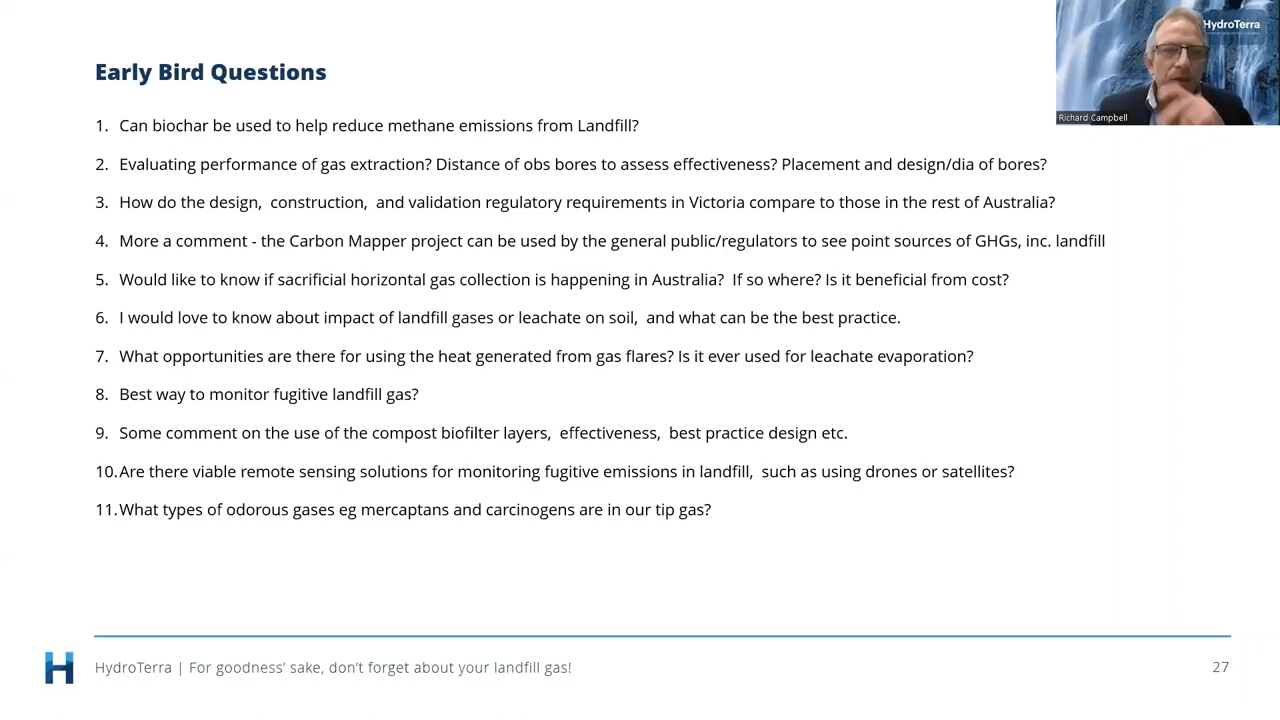 HydroTerra
Richard Campbell
Early Bird Questions
1. Can biochar be used to help reduce methane emissions from Landfill?
2. Evaluating performance of gas extraction? Distance of obs bores to assess effectiveness? Placement and design/dia of bores?
3. How do the design, construction, and validation regulatory requirements in Victoria compare to those in the rest of Australia?
4. More a comment - the Carbon Mapper project can be used by the general public/regulators to see point sources of GHGs, inc. landfill
5. Would like to know if sacrificial horizontal gas collection is happening in Australia? If so where? Is it beneficial from cost?
6. I would love to know about impact of landfill gases or leachate on soil, and what can be the best practice.
7. What opportunities are there for using the heat generated from gas flares? Is it ever used for leachate evaporation?
8. Best way to monitor fugitive landfill gas?
9. Some comment on the use of the compost biofilter layers, effectiveness, best practice design etc.
10. Are there viable remote sensing solutions for monitoring fugitive emissions in landfill, such as using drones or satellites?
11. What types of odorous gases eg mercaptans and carcinogens are in our tip gas?
HydroTerra | For goodness' sake, don't forget about your landfill gas!
27